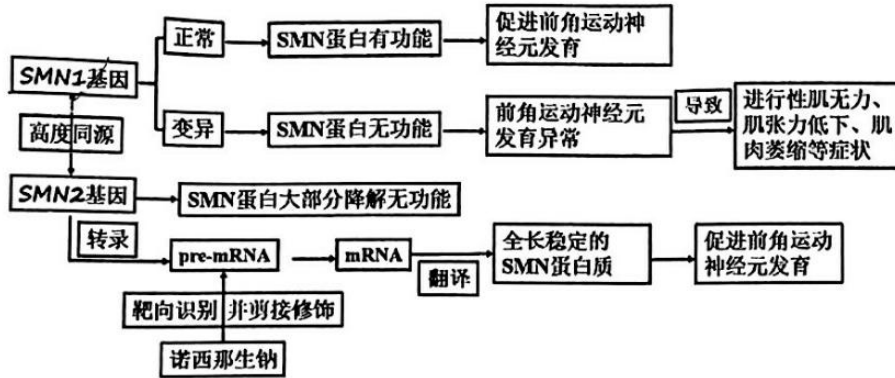 正常
SMN蛋白有功能
促进前角运动神
经元发育
SMN1基因
变异
SMN蛋白无功能
前角运动神经元
发育异常
导致
进行性肌无力、
肌张力低下、肌
肉萎缩等症状
高度同源
SMN2基因
SMN蛋白大部分降解无功能
转录
pre-mRNA
mRNA
翻译
全长稳定的
SMN蛋白质
促进前角运动
神经元发育
靶向识别 并剪接修饰
诺西那生钠